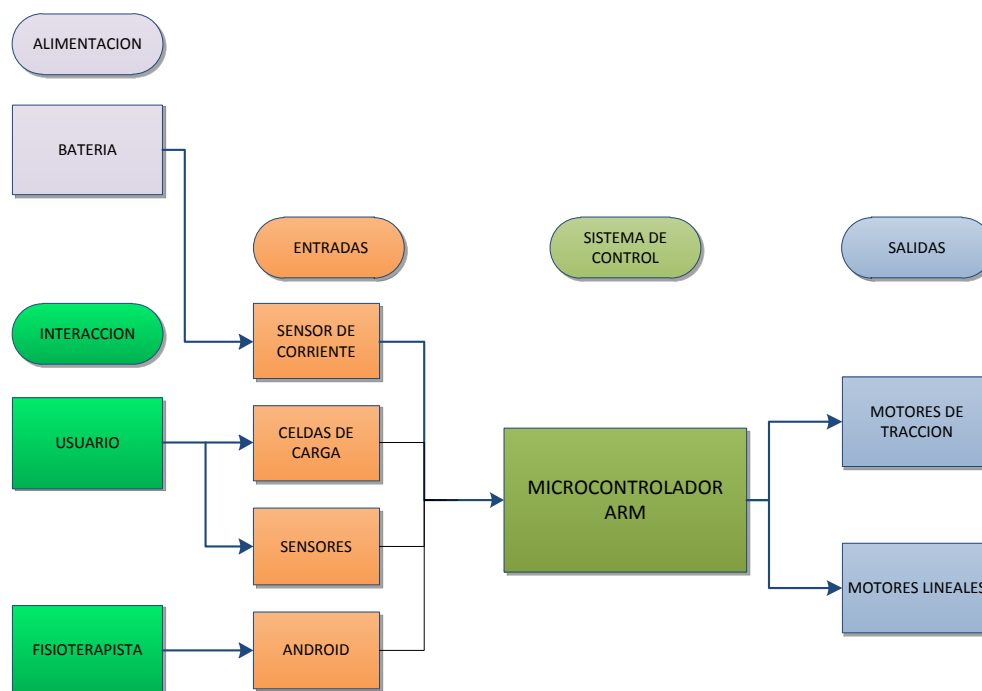 ALIMENTACION
BATERIA
ENTRADAS
SISTEMA DE
CONTROL
SALIDAS
INTERACCION
SENSOR DE
CORRIENTE
USUARIO
CELDAS DE
CARGA
MOTORES DE
TRACCION
MICROCONTROLADOR
ARM
SENSORES
MOTORES LINEALES
FISIOTERAPISTA
ANDROID